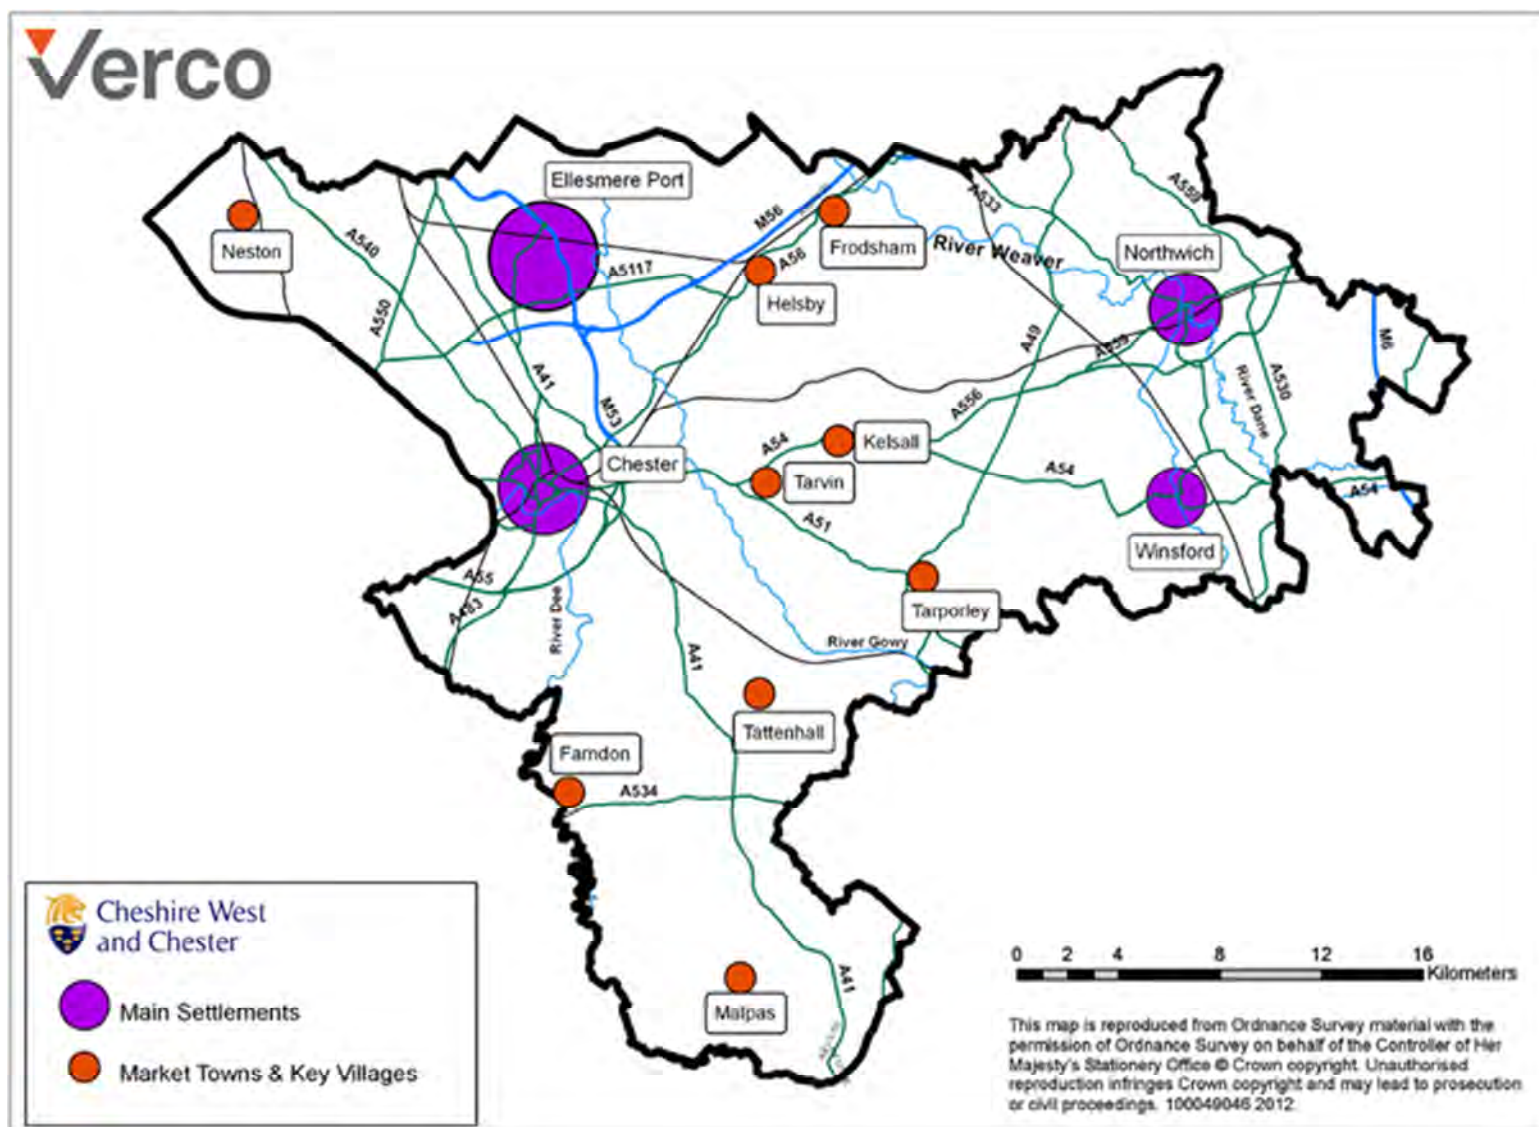 Verco
Ellesmere Port
Neston
A540
A550
A5117
M56
A56
Frodsham
Helsby
A533
River Weaver
A559
Northwich
A49
A559
M6
A41
M53
A556
River Dane
A530
Chester
A54
Kelsall
Tarvin
A54
A51
A54
Winsford
A55
A483
River Dee
Tarporley
River Gowy
A41
Tattenhall
Farndon
A534
Malpas
A41
Cheshire West
and Chester
Main Settlements
Market Towns & Key Villages
0 2 4 8 12 16
Kilometers
This map is reproduced from Ordnance Survey material with the
permission of Ordnance Survey on behalf of the Controller of Her
Majesty's Stationery Office © Crown copyright. Unauthorised
reproduction infringes Crown copyright and may lead to prosecution
or civil proceedings. 100049046 2012.